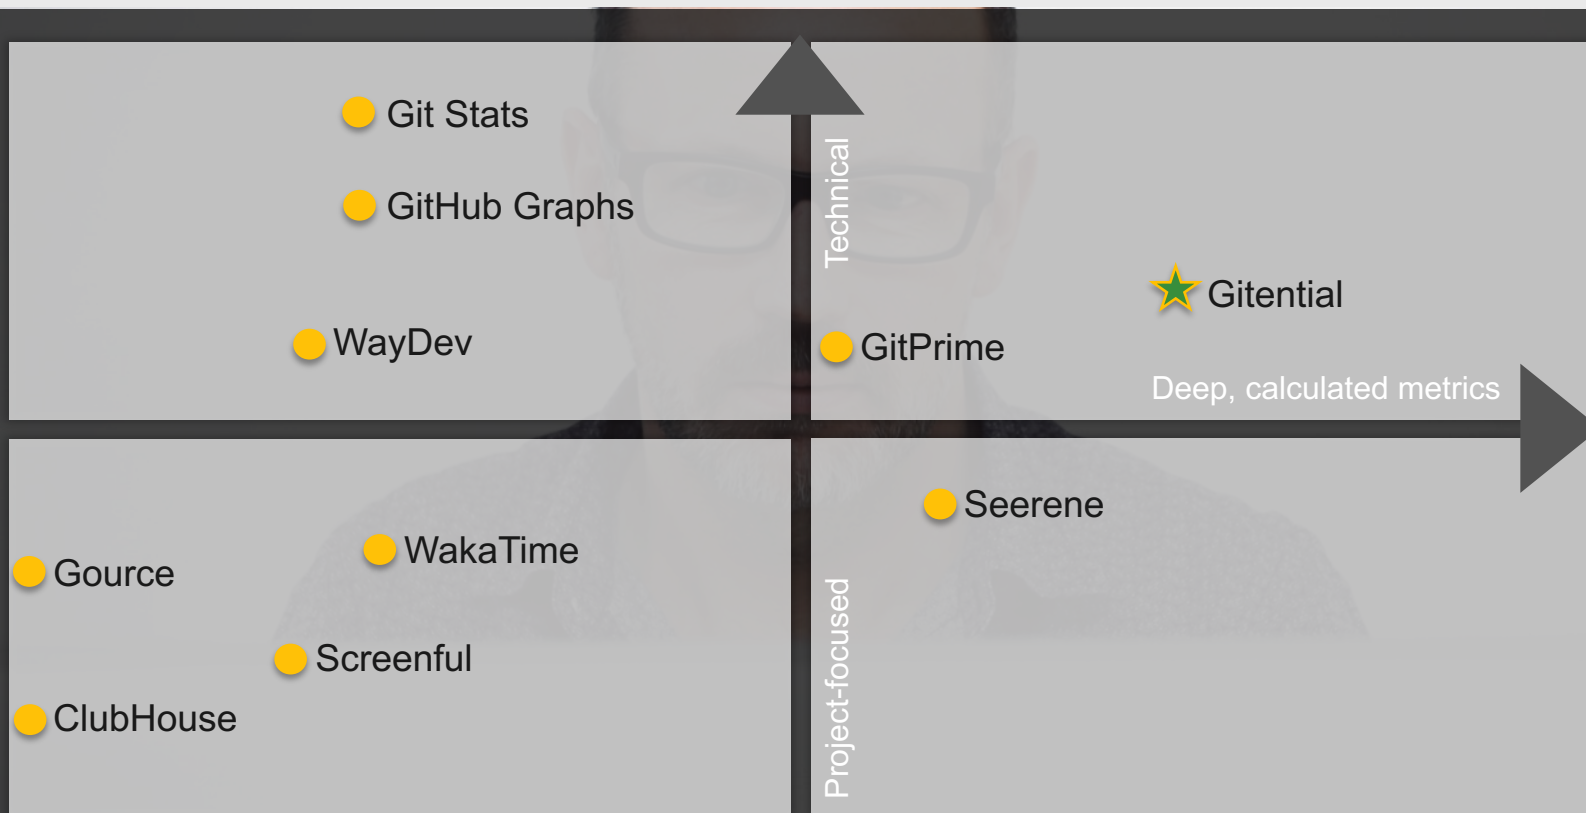 Git Stats
GitHub Graphs
Technical
Gitential
WayDev
GitPrime
Deep, calculated metrics
Seerene
WakaTime
Gource
Project-focused
Screenful
ClubHouse